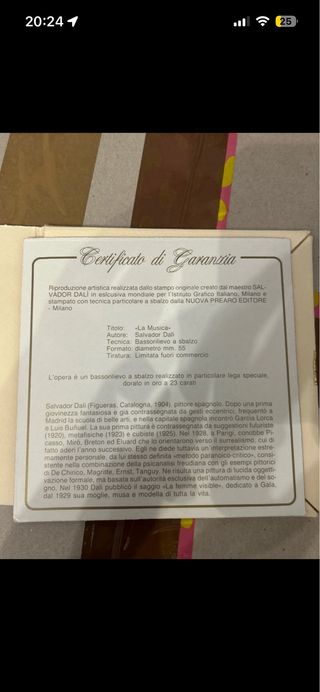 20:24
25
Certificato di Garanzia
Riproduzione artistica realizzata dallo stampo originale creato dal maestro SAL-
VADOR DALÌ in esclusiva mondiale per l'Istituto Grafico Italiano, Milano e
stampato con tecnica particolare a sbalzo dalla NUOVA PREARO EDITORE
- Milano
Titolo: «La Musica»
Autore: Salvador Dalì
Tecnica: Bassorilievo a sbalzo
Formato: diametro mm. 55
Tiratura: Limitata fuori commercio
L'opera è un bassorilievo a sbalzo realizzato in particolare lega speciale,
dorato in oro a 23 carati
Salvador Dalì (Figueras, Catalogna, 1904), pittore spagnolo. Dopo una prima
giovinezza fantasiosa e già contrassegnata da gesti eccentrici, frequentò a
Madrid la scuola di belle arti, e nella capitale spagnola incontrò Garcia Lorca
e Luis Buñuel. La sua prima pittura è contrassegnata da suggestioni futuriste
(1920), metafisiche (1923) e cubiste (1925). Nel 1928, a Parigi, conobbe Pi-
casso, Mirò, Breton ed Eluard che lo orientarono verso il surrealismo, cui di
fatto aderì l'anno successivo. Egli ne diede tuttavia un'interpretazione estre-
mamente personale, da lui stesso definita «metodo paranoico-critico», consi-
stente nella combinazione della psicanalisi freudiana con gli esempi pittorici
di De Chirico, Magritte, Ernst, Tanguy. Ne risulta una pittura di lucida oggetti-
vazione formale, ma basata sull'autorità esclusiva dell'automatismo e del so-
gno. Nel 1930 Dalì pubblicò il saggio «La femme visible», dedicato a Gala,
dal 1929 sua moglie, musa e modella di tutta la vita.